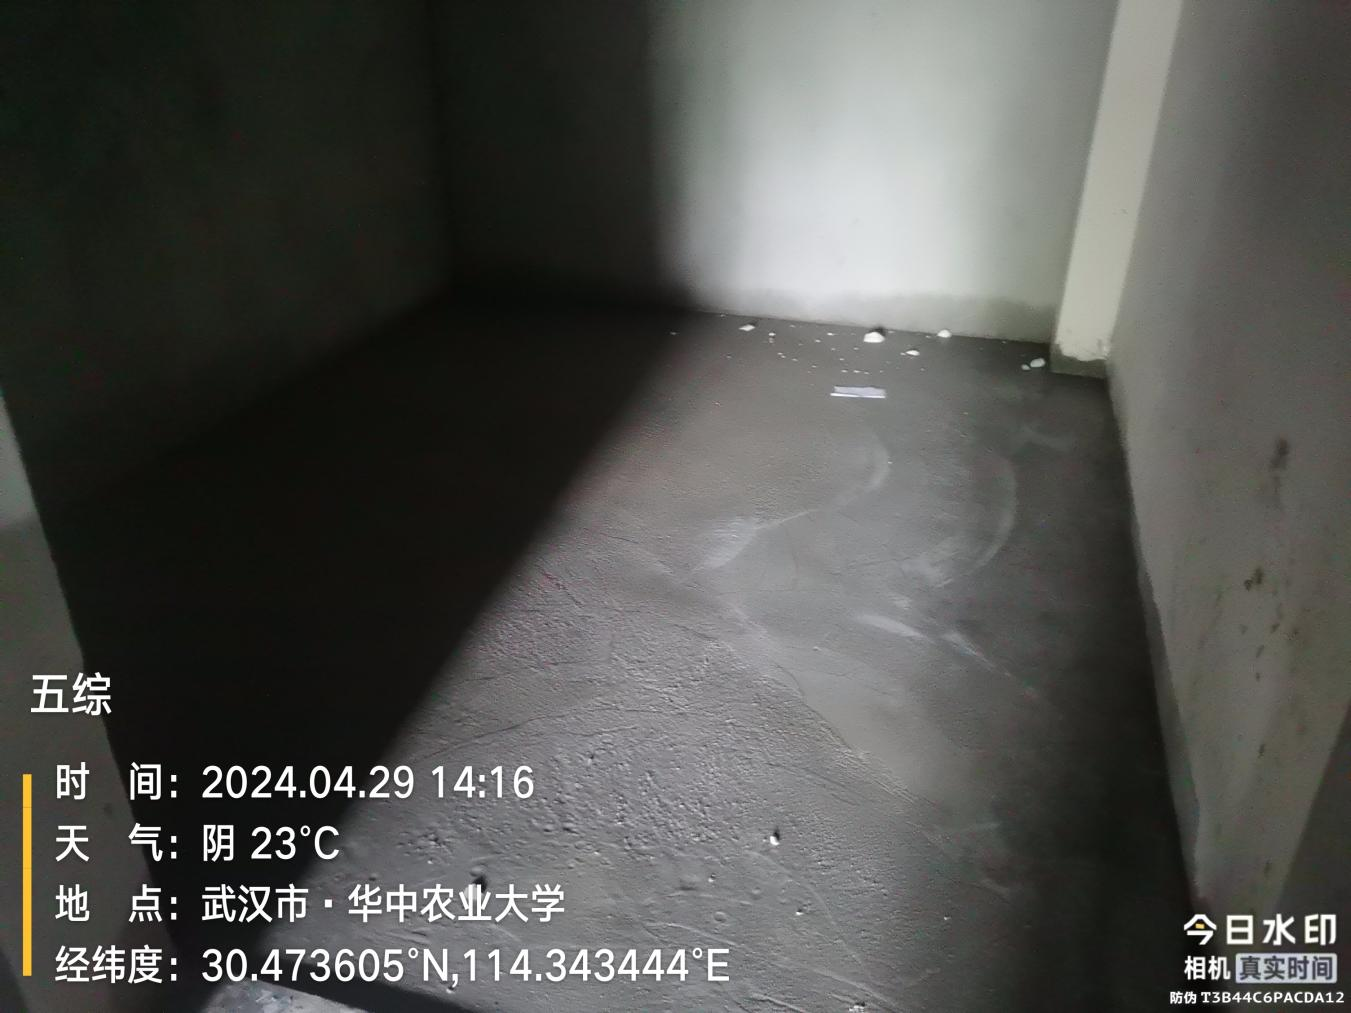 五综
时 间：2024.04.29 14:16
天 气：阴 23°C
地 点：武汉市·华中农业大学
经纬度：30.473605°N,114.343444°E
今日水印
相机 真实时间
防伪 T3B44C6PACDA12